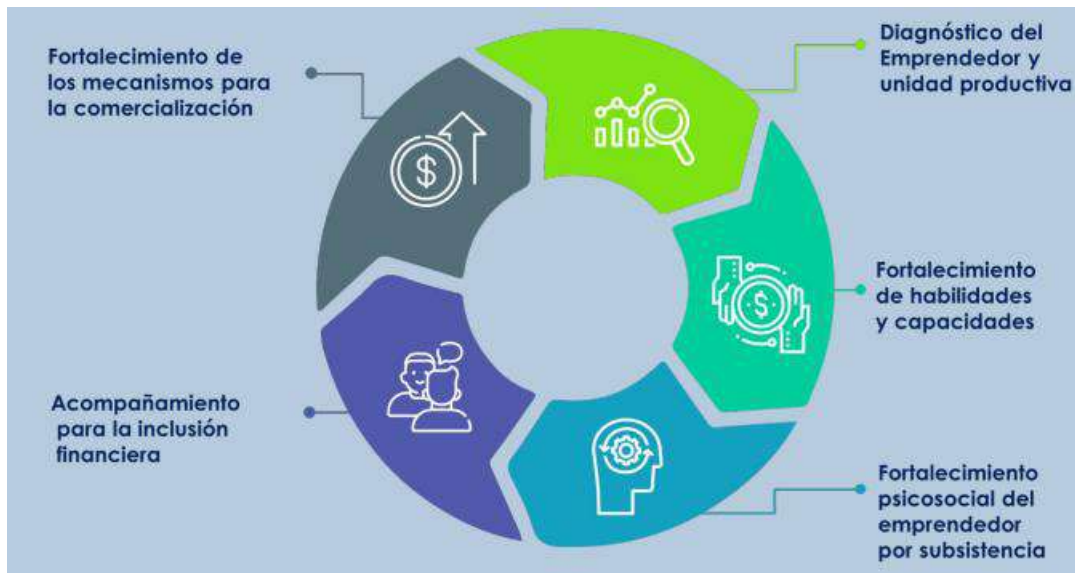 Fortalecimiento de
los mecanismos para
la comercialización
Diagnóstico del
Emprendedor y
unidad productiva
$
$
Fortalecimiento
de habilidades
y capacidades
Acompañamiento
para la inclusión
financiera
Fortalecimiento
psicosocial del
emprendedor
por subsistencia